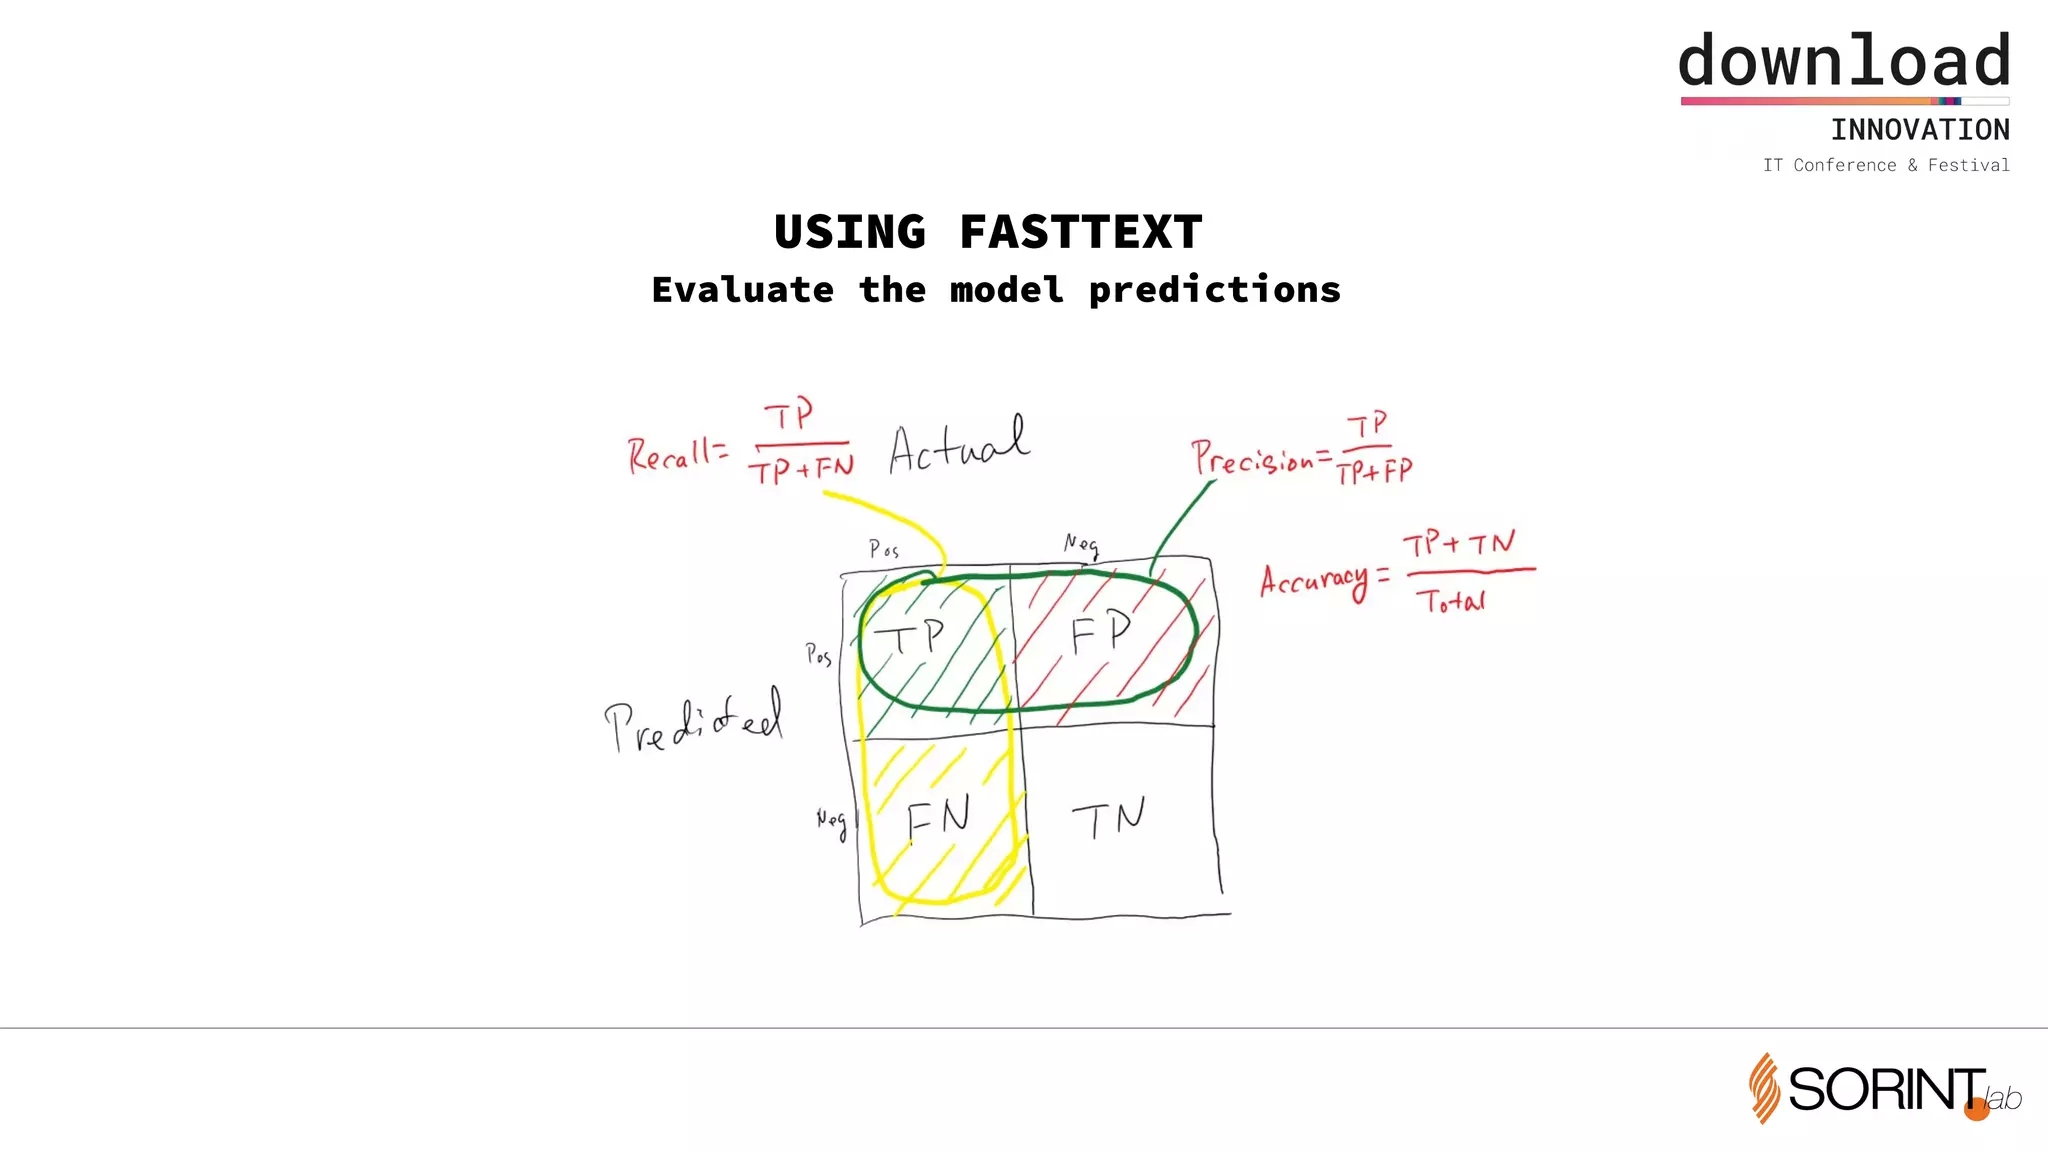 download
INNOVATION
IT Conference & Festival
USING FASTTEXT
Evaluate the model predictions
Recall = TP / TP + FN
Actual
Precision = TP / TP + FP
Accuracy = TP + TN / Total
Pos
Neg
Pos
TP
FP
Predicted
Neg
FN
TN
SORINT.lab